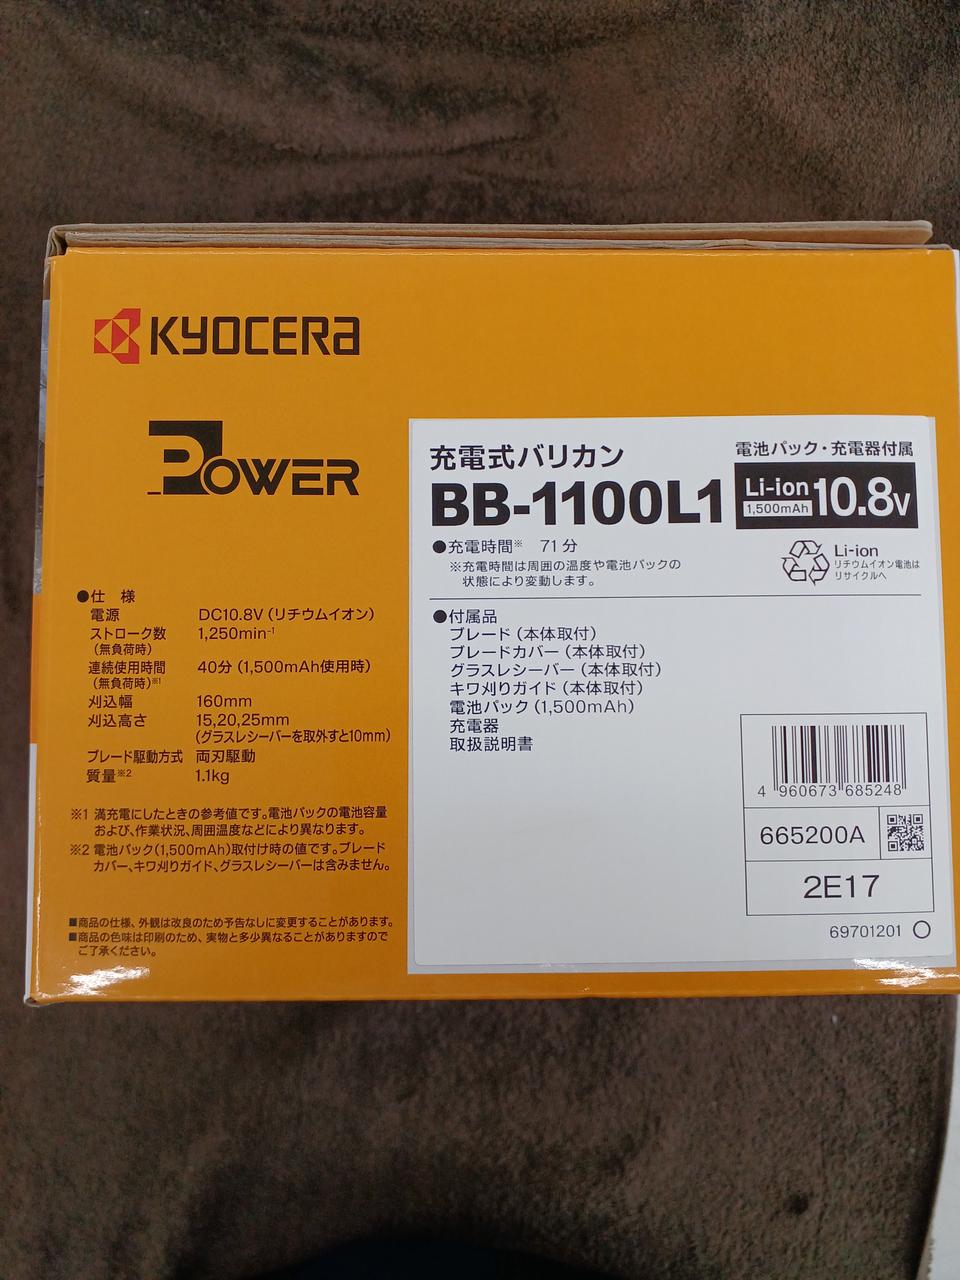 KYOCERA
POWER
●仕 様
電源 DC10.8V(リチウムイオン)
ストローク数 1,250min⁻¹
(無負荷時)
連続使用時間 40分(1,500mAh使用時)
(無負荷時)※1
刈込幅 160mm
刈込高さ 15,20,25mm
(グラスレシーバーを取外すと10mm)
ブレード駆動方式 両刃駆動
質量※2 1.1kg
※1 満充電にしたときの参考値です。電池パックの電池容量
および、作業状況、周囲温度などにより異なります。
※2 電池パック(1,500mAh)取付け時の値です。ブレード
カバー、キワ刈りガイド、グラスレシーバーは含みません。
■商品の仕様、外観は改良のため予告なしに変更することがあります。
■商品の色味は印刷のため、実物と多少異なることがありますので
ご了承ください。
充電式バリカン
BB-1100L1
電池パック・充電器付属
Li-ion 10.8V
1,500mAh
●充電時間※ 71分
※充電時間は周囲の温度や電池パックの
状態により変動します。
Li-ion
リチウムイオン電池は
リサイクルへ
●付属品
ブレード(本体取付)
ブレードカバー(本体取付)
グラスレシーバー(本体取付)
キワ刈りガイド(本体取付)
電池パック(1,500mAh)
充電器
取扱説明書
4 960673 685248
665200A
2E17
69701201 ○